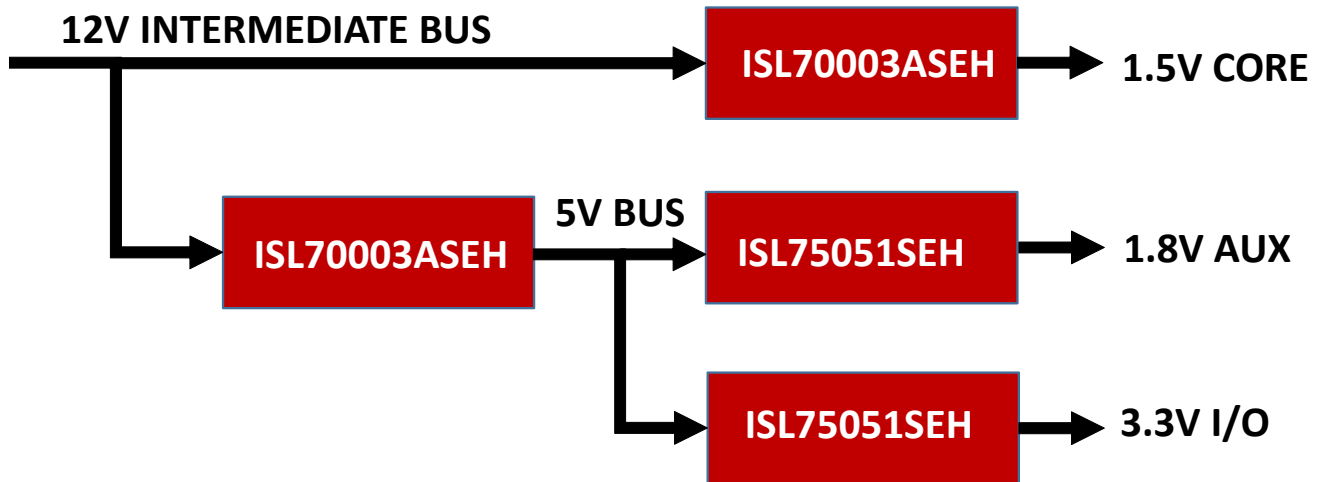 12V INTERMEDIATE BUS
ISL70003ASEH
1.5V CORE
ISL70003ASEH
5V BUS
ISL75051SEH
1.8V AUX
ISL75051SEH
3.3V I/O